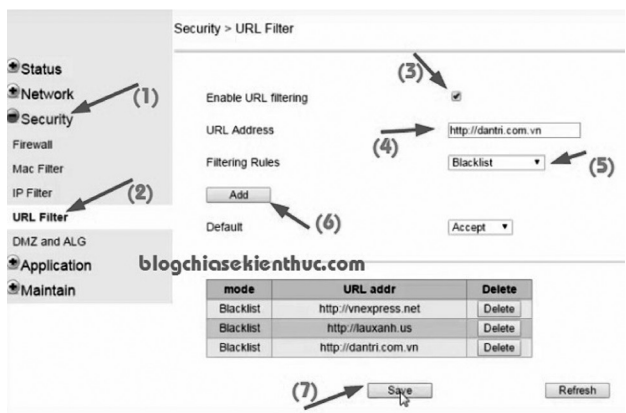 Security > URL Filter
Status
Network
(1)
Security
Firewall
Mac Filter
IP Filter
(2)
URL Filter
DMZ and ALG
Application
Maintain
(3)
Enable URL filtering
URL Address
(4)
http://dantri.com.vn
Filtering Rules
Blacklist
(5)
Add
(6)
Default
Accept
blogchiasekienthuc.com
mode URL addr Delete
Blacklist http://vnexpress.net Delete
Blacklist http://lauxanh.us Delete
Blacklist http://dantri.com.vn Delete
(7)
Save
Refresh